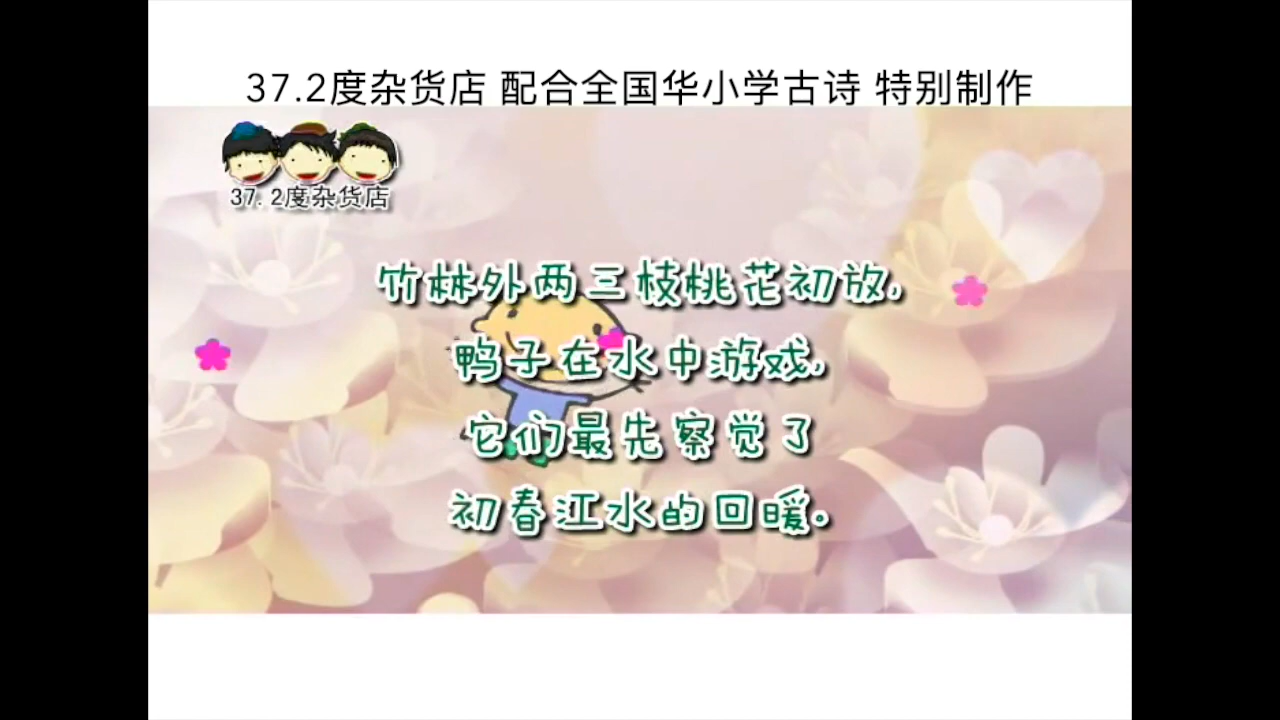 37.2度杂货店 配合全国华小学古诗 特别制作
37.2度杂货店
竹林外两三枝桃花初放,
鸭子在水中游戏,
它们最先察觉了
初春江水的回暖。